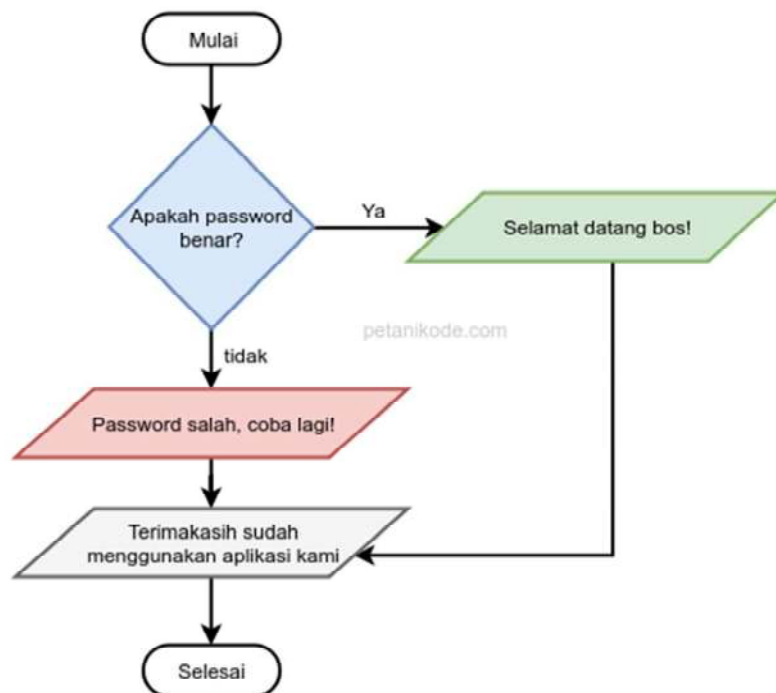 Mulai
Apakah password
benar?
Ya
Selamat datang bos!
petanikode.com
tidak
Password salah, coba lagi!
Terimakasih sudah
menggunakan aplikasi kami
Selesai